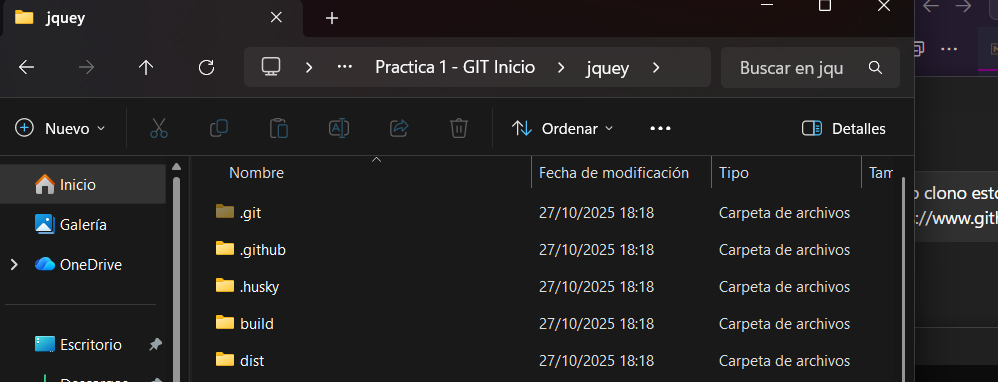 jquey
Practica 1 - GIT Inicio
jquey
Buscar en jqu
Nuevo
Ordenar
Detalles
Inicio
Galería
OneDrive
Escritorio
Nombre
Fecha de modificación
Tipo
Tam
.git
27/10/2025 18:18
Carpeta de archivos
.github
27/10/2025 18:18
Carpeta de archivos
.husky
27/10/2025 18:18
Carpeta de archivos
build
27/10/2025 18:18
Carpeta de archivos
dist
27/10/2025 18:18
Carpeta de archivos
clono esto
://www.gith